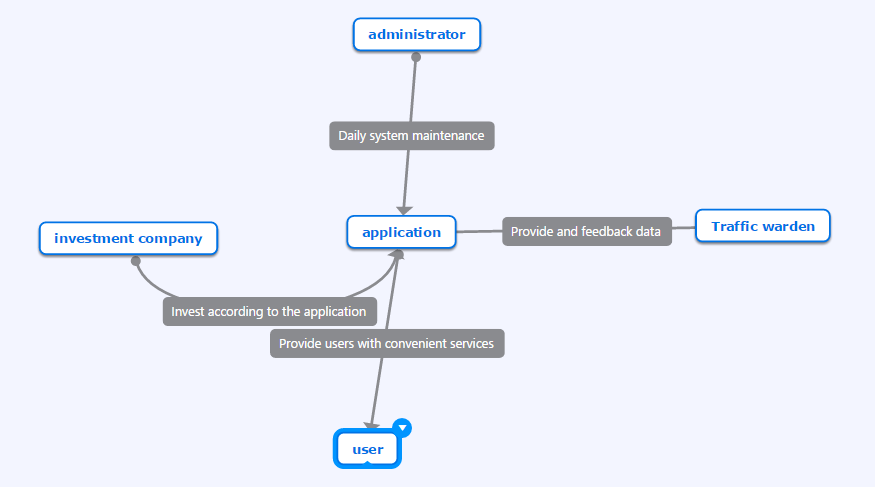 administrator
Daily system maintenance
investment company
application
Provide and feedback data
Traffic warden
Invest according to the application
Provide users with convenient services
user